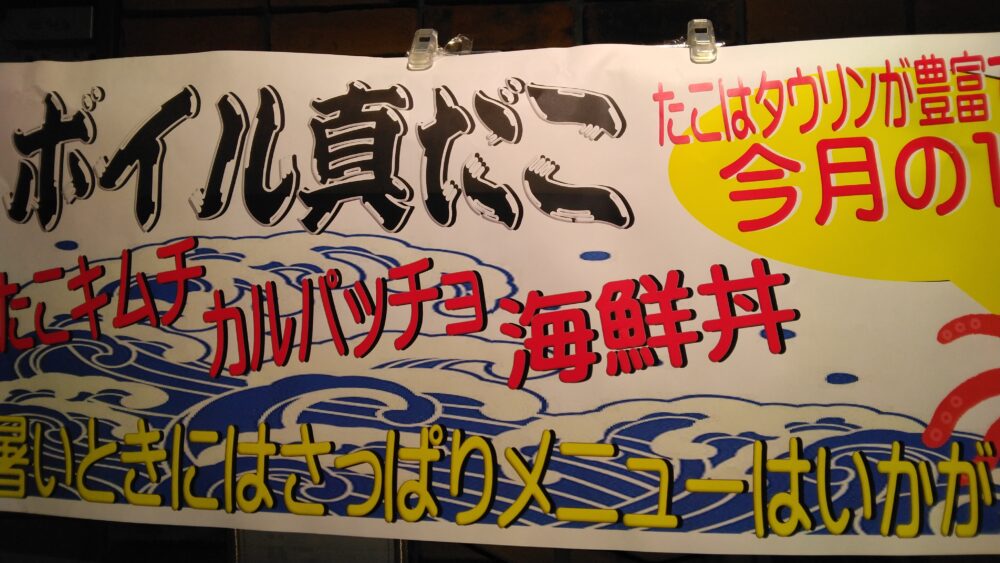 ボイル真だこ
たこはタウリンが豊富で
今月の1
たこキムチ
カルパッチョ
海鮮丼
暑いときにはさっぱりメニューはいかが